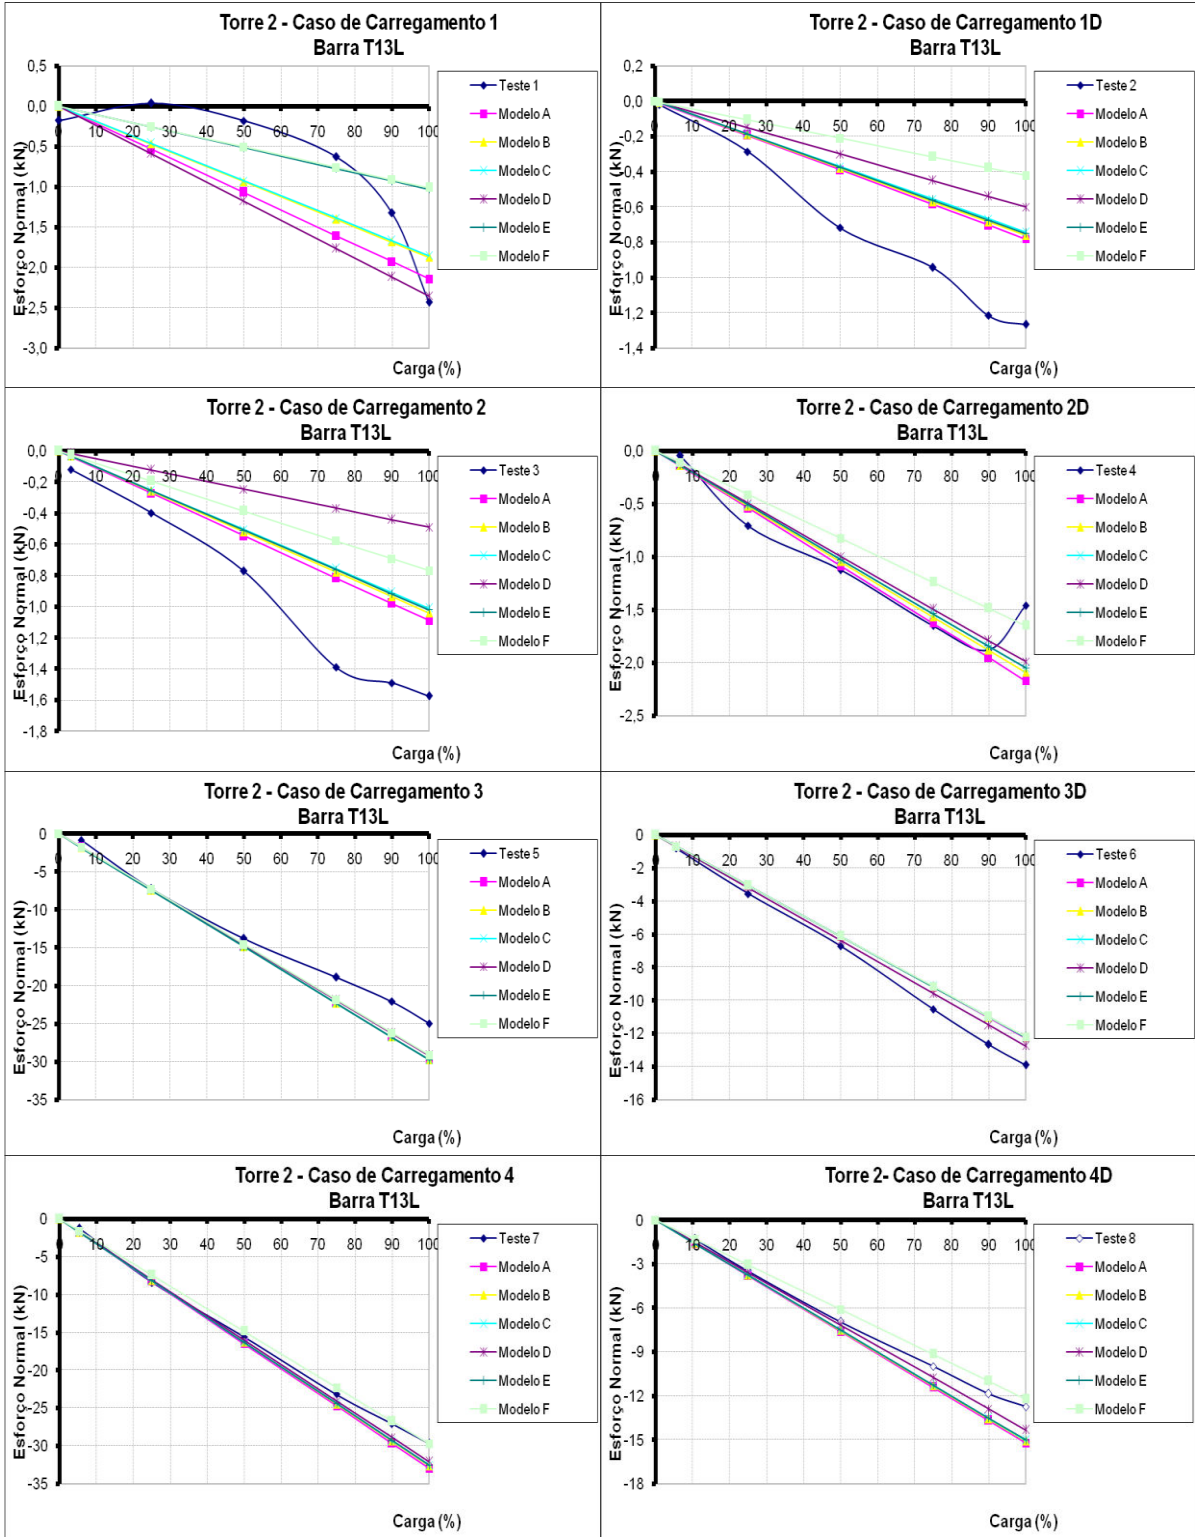 Torre 2 - Caso de Carregamento 1
Barra T13L
0,5
0,0
-0,5
-1,0
-1,5
-2,0
-2,5
-3,0
0 10 20 30 40 50 60 70 80 90 100
Esforço Normal (kN)
Carga (%)
Teste 1
Modelo A
Modelo B
Modelo C
Modelo D
Modelo E
Modelo F
Torre 2 - Caso de Carregamento 1D
Barra T13L
0,2
0,0
-0,2
-0,4
-0,6
-0,8
-1,0
-1,2
-1,4
0 10 20 30 40 50 60 70 80 90 100
Esforço Normal (kN)
Carga (%)
Teste 2
Modelo A
Modelo B
Modelo C
Modelo D
Modelo E
Modelo F
Torre 2 - Caso de Carregamento 2
Barra T13L
0,0
-0,2
-0,4
-0,6
-0,8
-1,0
-1,2
-1,4
-1,6
-1,8
0 10 20 30 40 50 60 70 80 90 100
Esforço Normal (kN)
Carga (%)
Teste 3
Modelo A
Modelo B
Modelo C
Modelo D
Modelo E
Modelo F
Torre 2 - Caso de Carregamento 2D
Barra T13L
0,0
-0,5
-1,0
-1,5
-2,0
-2,5
0 10 20 30 40 50 60 70 80 90 100
Esforço Normal (kN)
Carga (%)
Teste 4
Modelo A
Modelo B
Modelo C
Modelo D
Modelo E
Modelo F
Torre 2 - Caso de Carregamento 3
Barra T13L
0
-5
-10
-15
-20
-25
-30
-35
0 10 20 30 40 50 60 70 80 90 100
Esforço Normal (kN)
Carga (%)
Teste 5
Modelo A
Modelo B
Modelo C
Modelo D
Modelo E
Modelo F
Torre 2 - Caso de Carregamento 3D
Barra T13L
0
-2
-4
-6
-8
-10
-12
-14
-16
0 10 20 30 40 50 60 70 80 90 100
Esforço Normal (kN)
Carga (%)
Teste 6
Modelo A
Modelo B
Modelo C
Modelo D
Modelo E
Modelo F
Torre 2 - Caso de Carregamento 4
Barra T13L
0
-5
-10
-15
-20
-25
-30
-35
0 10 20 30 40 50 60 70 80 90 100
Esforço Normal (kN)
Carga (%)
Teste 7
Modelo A
Modelo B
Modelo C
Modelo D
Modelo E
Modelo F
Torre 2- Caso de Carregamento 4D
Barra T13L
0
-3
-6
-9
-12
-15
-18
0 10 20 30 40 50 60 70 80 90 100
Esforço Normal (kN)
Carga (%)
Teste 8
Modelo A
Modelo B
Modelo C
Modelo D
Modelo E
Modelo F